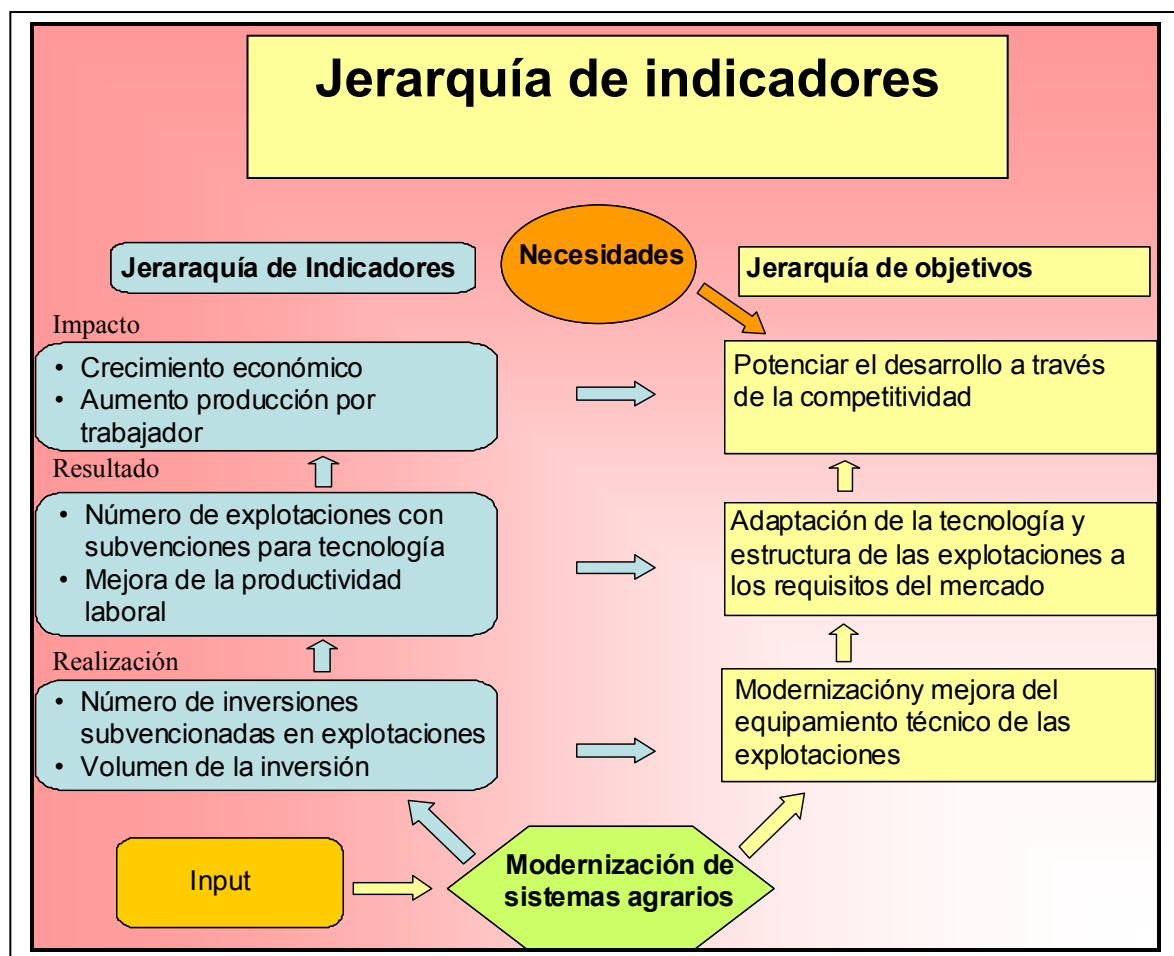 Jerarquía de indicadores
Necesidades
Jeraraquía de Indicadores
Jerarquía de objetivos
Impacto
• Crecimiento económico
• Aumento producción por
trabajador
Potenciar el desarrollo a través
de la competitividad
Resultado
• Número de explotaciones con
subvenciones para tecnología
• Mejora de la productividad
laboral
Adaptación de la tecnología y
estructura de las explotaciones a
los requisitos del mercado
Realización
• Número de inversiones
subvencionadas en explotaciones
• Volumen de la inversión
Modernizacióny mejora del
equipamiento técnico de las
explotaciones
Input
Modernización de
sistemas agrarios